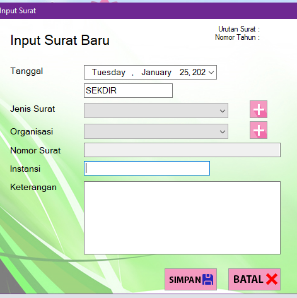 Input Surat
Urutan Surat :
Nomor Tahun :
Input Surat Baru
Tanggal
Tuesday , January 25, 202
SEKDIR
Jenis Surat
Organisasi
Nomor Surat
Instansi
Keterangan
SIMPAN
BATAL